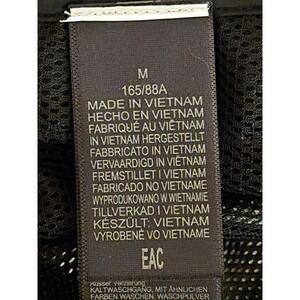 M
165/88A
MADE IN VIETNAM
HECHO EN VIETNAM
FABRIQUÉ AU VIETNAM
IN VIETNAM HERGESTELLT
FABBRICATO IN VIETNAM
VERVAARDIGD IN VIETNAM
FREMSTILLET I VIETNAM
FABRICADO NO VIETNAME
WYPRODUKOWANO W WIETNAMIE
TILLVERKAD I VIETNAM
KÉSZÜLT: VIETNAM
VYROBENÉ VO VIETNAME
EAC
Ausser Verzierung
KALTWASCHGANG, MIT ÄHNLICHEN
FARBEN WASCHEN, WASCHPULVER